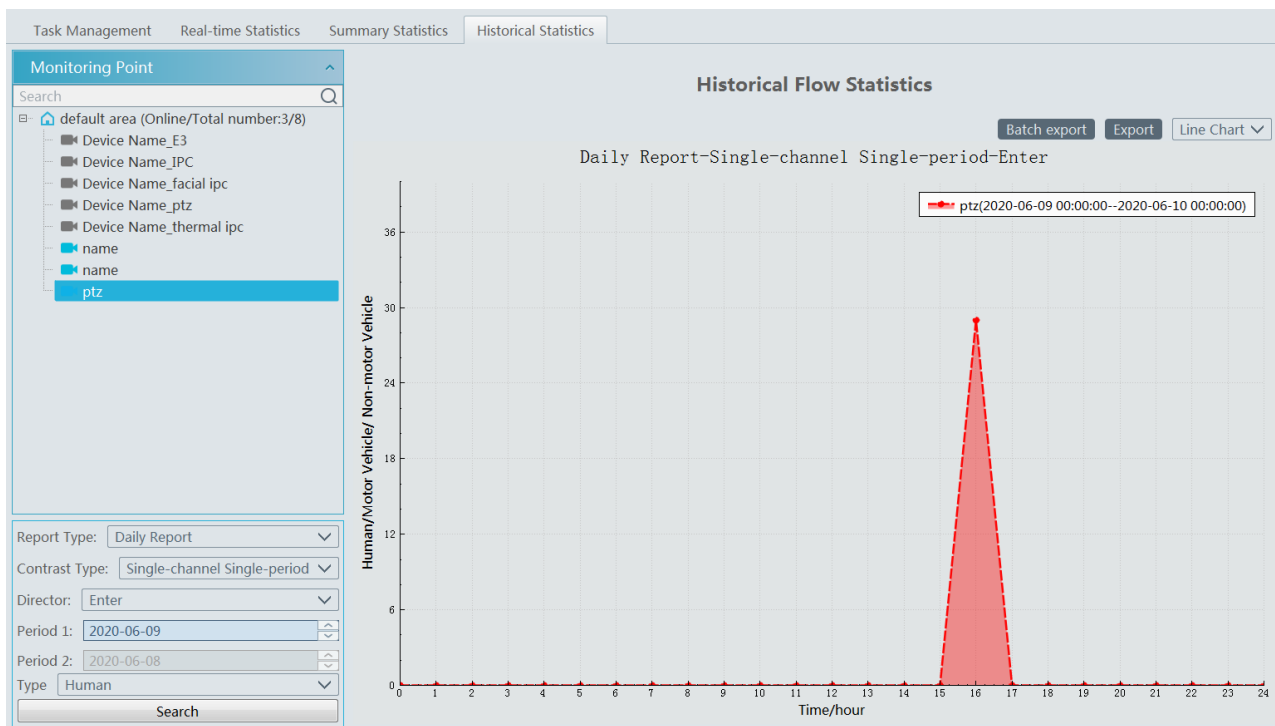 Task Management Real-time Statistics Summary Statistics Historical Statistics
Monitoring Point
Search
default area (Online/Total number:3/8)
Device Name_E3
Device Name_IPC
Device Name_facial ipc
Device Name_ptz
Device Name_thermal ipc
name
name
ptz
Report Type: Daily Report
Contrast Type: Single-channel Single-period
Director: Enter
Period 1: 2020-06-09
Period 2: 2020-06-08
Type Human
Search
Historical Flow Statistics
Batch export Export Line Chart
Daily Report-Single-channel Single-period-Enter
ptz(2020-06-09 00:00:00--2020-06-10 00:00:00)
Human/Motor Vehicle/ Non-motor Vehicle
36
30
24
18
12
6
0
0 1 2 3 4 5 6 7 8 9 10 11 12 13 14 15 16 17 18 19 20 21 22 23 24
Time/hour